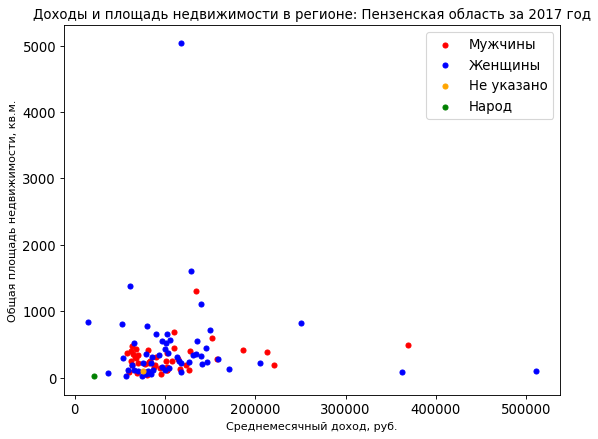 Доходы и площадь недвижимости в регионе: Пензенская область за 2017 год
Мужчины
Женщины
Не указано
Народ
Общая площадь недвижимости, кв.м.
5000
4000
3000
2000
1000
0
0 100000 200000 300000 400000 500000
Среднемесячный доход, руб.